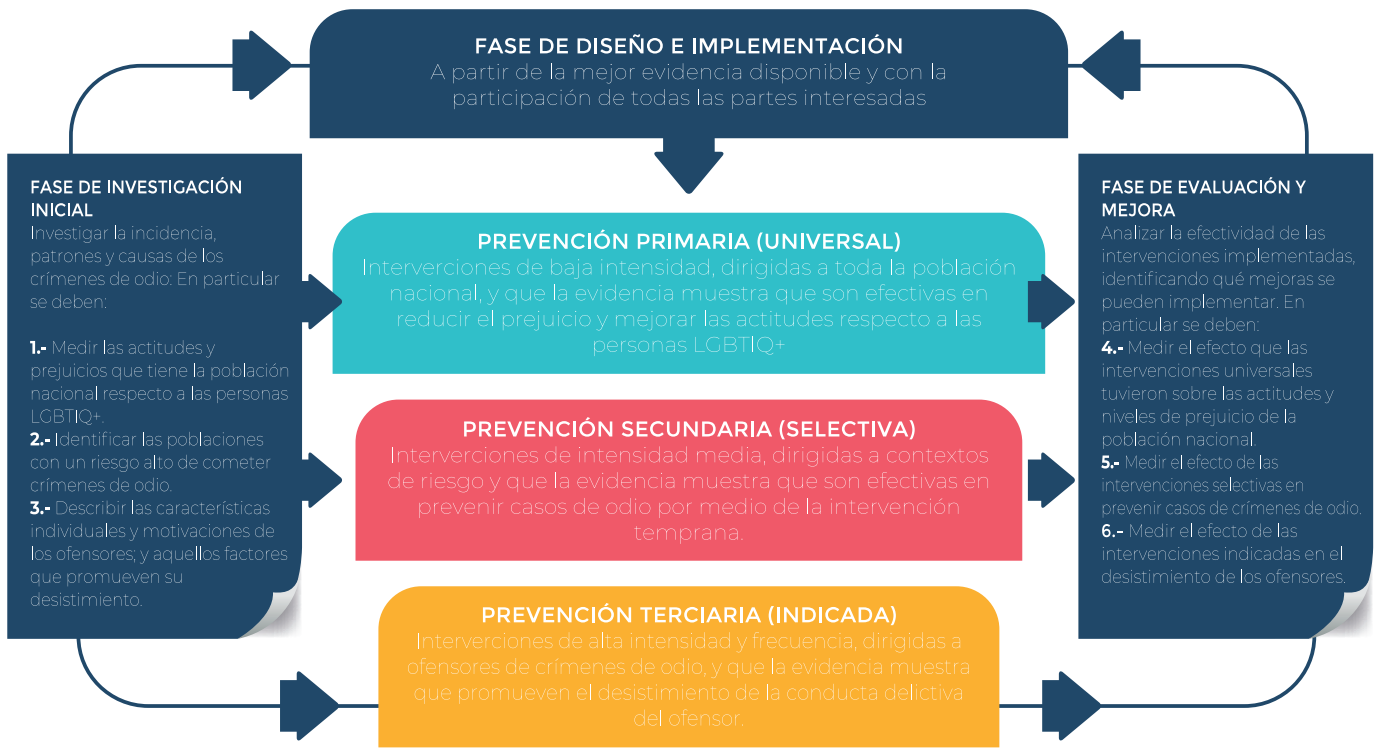 FASE DE DISEÑO E IMPLEMENTACIÓN
A partir de la mejor evidencia disponible y con la
participación de todas las partes interesadas
FASE DE INVESTIGACIÓN
INICIAL
Investigar la incidencia,
patrones y causas de los
crímenes de odio: En particular
se deben:
1.- Medir las actitudes y
prejuicios que tiene la población
nacional respecto a las personas
LGBTIQ+.
2.- Identificar las poblaciones
con un riesgo alto de cometer
crímenes de odio.
3.- Describir las características
individuales y motivaciones de
los ofensores; y aquellos factores
que promueven su
desistimiento.
PREVENCIÓN PRIMARIA (UNIVERSAL)
Interverciones de baja intensidad, dirigidas a toda la población
nacional, y que la evidencia muestra que son efectivas en
reducir el prejuicio y mejorar las actitudes respecto a las
personas LGBTIQ+
PREVENCIÓN SECUNDARIA (SELECTIVA)
Interverciones de intensidad media, dirigidas a contextos
de riesgo y que la evidencia muestra que son efectivas en
prevenir casos de odio por medio de la intervención
temprana.
PREVENCIÓN TERCIARIA (INDICADA)
Interverciones de alta intensidad y frecuencia, dirigidas a
ofensores de crímenes de odio, y que la evidencia muestra
que promueven el desistimiento de la conducta delictiva
del ofensor.
FASE DE EVALUACIÓN Y
MEJORA
Analizar la efectividad de las
intervenciones implementadas,
identificando qué mejoras se
pueden implementar. En
particular se deben:
4.- Medir el efecto que las
intervenciones universales
tuvieron sobre las actitudes y
niveles de prejuicio de la
población nacional.
5.- Medir el efecto de las
intervenciones selectivas en
prevenir casos de crímenes de odio.
6.- Medir el efecto de las
intervenciones indicadas en el
desistimiento de los ofensores.